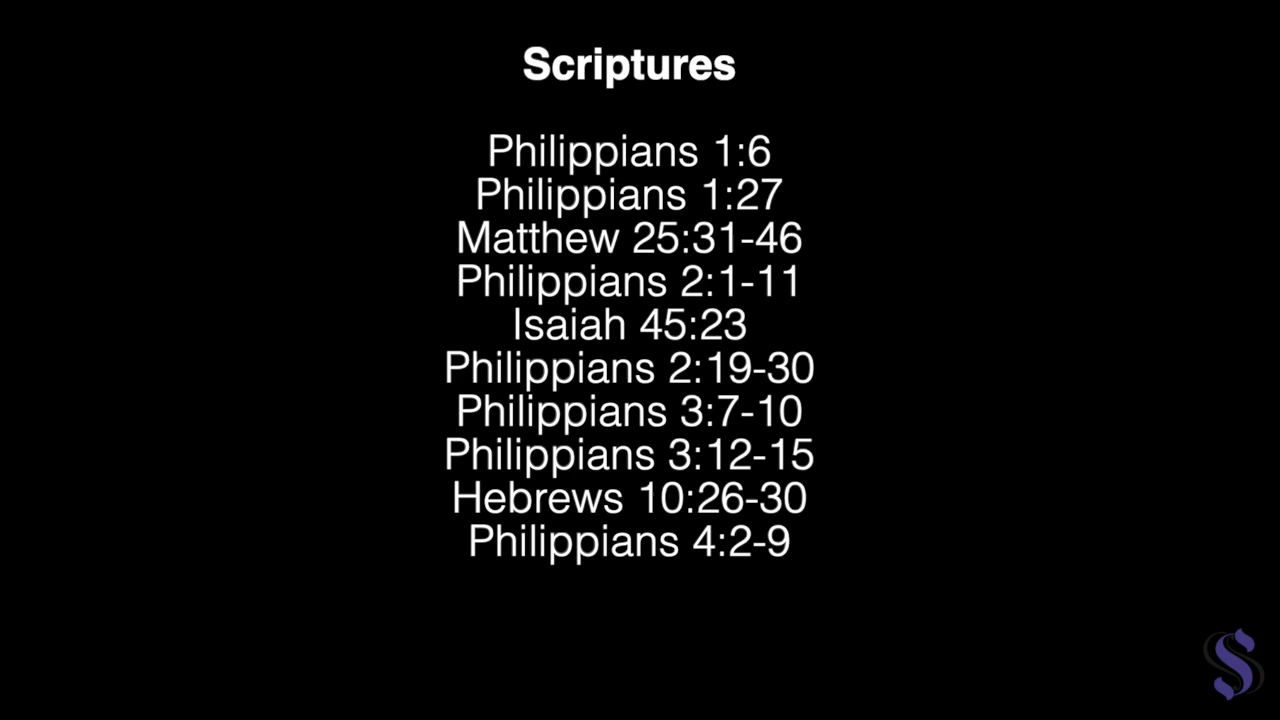 Scriptures
Philippians 1:6
Philippians 1:27
Matthew 25:31-46
Philippians 2:1-11
Isaiah 45:23
Philippians 2:19-30
Philippians 3:7-10
Philippians 3:12-15
Hebrews 10:26-30
Philippians 4:2-9
S